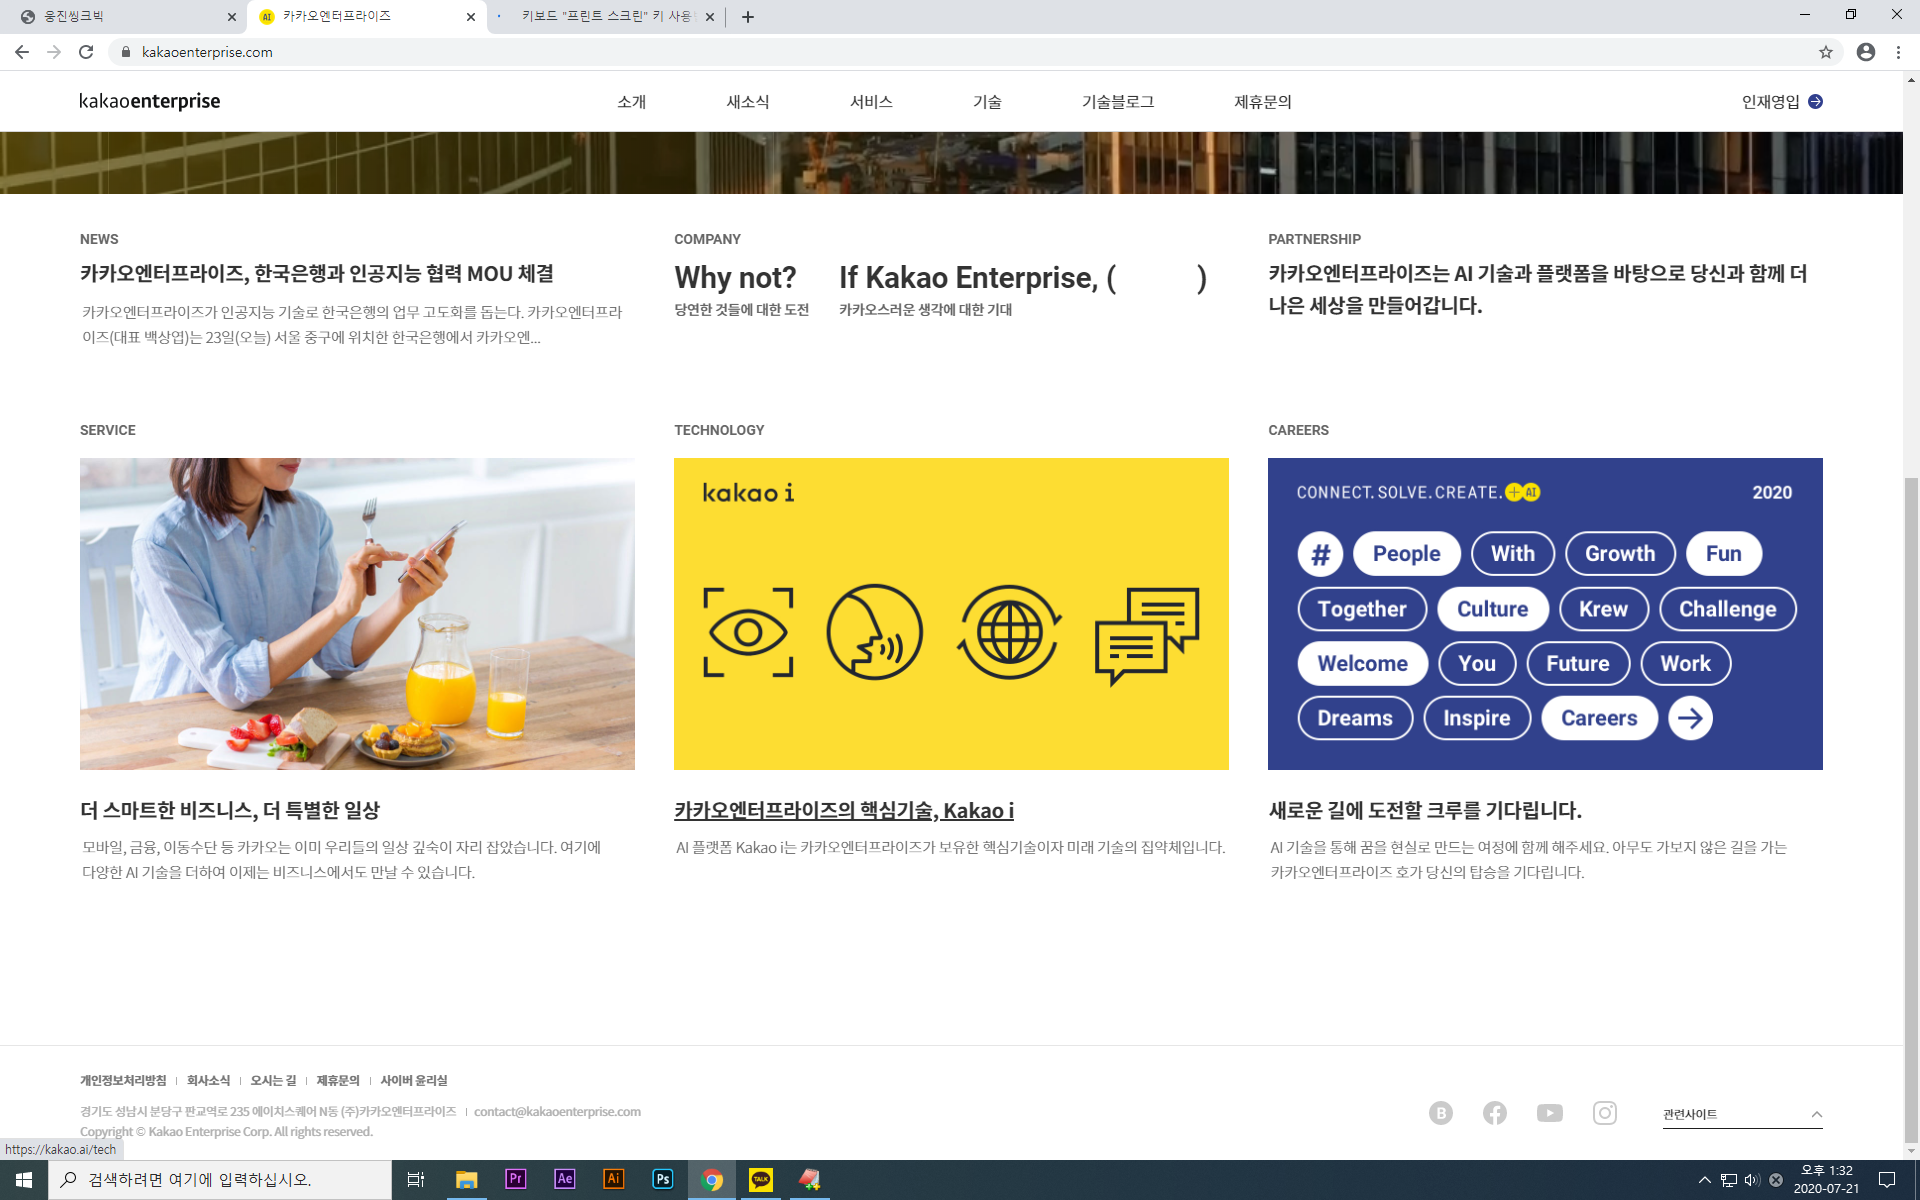 웅진씽크빅
카카오엔터프라이즈
키보드 "프린트 스크린" 키 사용
kakaoenterprise.com
kakaoenterprise
소개
새소식
서비스
기술
기술블로그
제휴문의
인재영입
NEWS
카카오엔터프라이즈, 한국은행과 인공지능 협력 MOU 체결
카카오엔터프라이즈가 인공지능 기술로 한국은행의 업무 고도화를 돕는다. 카카오엔터프라
이즈(대표 백상엽)는 23일(오늘) 서울 중구에 위치한 한국은행에서 카카오엔...
COMPANY
Why not? If Kakao Enterprise, ( )
당연한 것들에 대한 도전 카카오스러운 생각에 대한 기대
PARTNERSHIP
카카오엔터프라이즈는 AI 기술과 플랫폼을 바탕으로 당신과 함께 더
나은 세상을 만들어갑니다.
SERVICE
더 스마트한 비즈니스, 더 특별한 일상
모바일, 금융, 이동수단 등 카카오는 이미 우리들의 일상 깊숙이 자리 잡았습니다. 여기에
다양한 AI 기술을 더하여 이제는 비즈니스에서도 만날 수 있습니다.
TECHNOLOGY
kakao i
카카오엔터프라이즈의 핵심기술, Kakao i
AI 플랫폼 Kakao i는 카카오엔터프라이즈가 보유한 핵심기술이자 미래 기술의 집약체입니다.
CAREERS
CONNECT. SOLVE. CREATE. + AI 2020
# People With Growth Fun
Together Culture Krew Challenge
Welcome You Future Work
Dreams Inspire Careers
새로운 길에 도전할 크루를 기다립니다.
AI 기술을 통해 꿈을 현실로 만드는 여정에 함께 해주세요. 아무도 가보지 않은 길을 가는
카카오엔터프라이즈 호가 당신의 탑승을 기다립니다.
개인정보처리방침 | 회사소식 | 오시는 길 | 제휴문의 | 사이버 윤리실
경기도 성남시 분당구 판교역로 235 에이치스퀘어 N동 (주)카카오엔터프라이즈 | contact@kakaoenterprise.com
Copyright © Kakao Enterprise Corp. All rights reserved.
B
관련사이트
https://kakao.ai/tech
검색하려면 여기에 입력하십시오.
Pr
Ae
Ai
Ps
TALK
오후 1:32
2020-07-21